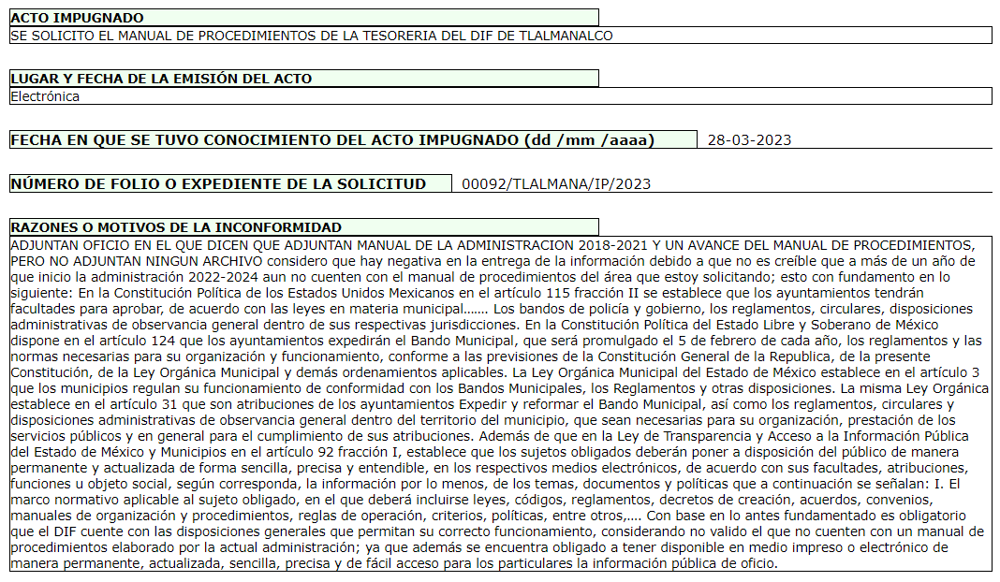 ACTO IMPUGNADO
SE SOLICITO EL MANUAL DE PROCEDIMIENTOS DE LA TESORERIA DEL DIF DE TLALMANALCO
LUGAR Y FECHA DE LA EMISIÓN DEL ACTO
Electrónica
FECHA EN QUE SE TUVO CONOCIMIENTO DEL ACTO IMPUGNADO (dd /mm /aaaa) 28-03-2023
NÚMERO DE FOLIO O EXPEDIENTE DE LA SOLICITUD 00092/TLALMANA/IP/2023
RAZONES O MOTIVOS DE LA INCONFORMIDAD
ADJUNTAN OFICIO EN EL QUE DICEN QUE ADJUNTAN MANUAL DE LA ADMINISTRACION 2018-2021 Y UN AVANCE DEL MANUAL DE PROCEDIMIENTOS,
PERO NO ADJUNTAN NINGUN ARCHIVO considero que hay negativa en la entrega de la información debido a que no es creíble que a más de un año de
que inicio la administración 2022-2024 aun no cuenten con el manual de procedimientos del área que estoy solicitando; esto con fundamento en lo
siguiente: En la Constitución Política de los Estados Unidos Mexicanos en el artículo 115 fracción II se establece que los ayuntamientos tendrán
facultades para aprobar, de acuerdo con las leyes en materia municipal……. Los bandos de policía y gobierno, los reglamentos, circulares, disposiciones
administrativas de observancia general dentro de sus respectivas jurisdicciones. En la Constitución Política del Estado Libre y Soberano de México
dispone en el artículo 124 que los ayuntamientos expedirán el Bando Municipal, que será promulgado el 5 de febrero de cada año, los reglamentos y las
normas necesarias para su organización y funcionamiento, conforme a las previsiones de la Constitución General de la Republica, de la presente
Constitución, de la Ley Orgánica Municipal y demás ordenamientos aplicables. La Ley Orgánica Municipal del Estado de México establece en el artículo 3
que los municipios regulan su funcionamiento de conformidad con los Bandos Municipales, los Reglamentos y otras disposiciones. La misma Ley Orgánica
establece en el artículo 31 que son atribuciones de los ayuntamientos Expedir y reformar el Bando Municipal, así como los reglamentos, circulares y
disposiciones administrativas de observancia general dentro del territorio del municipio, que sean necesarias para su organización, prestación de los
servicios públicos y en general para el cumplimiento de sus atribuciones. Además de que en la Ley de Transparencia y Acceso a la Información Pública
del Estado de México y Municipios en el artículo 92 fracción I, establece que los sujetos obligados deberán poner a disposición del público de manera
permanente y actualizada de forma sencilla, precisa y entendible, en los respectivos medios electrónicos, de acuerdo con sus facultades, atribuciones,
funciones u objeto social, según corresponda, la información por lo menos, de los temas, documentos y políticas que a continuación se señalan: I. El
marco normativo aplicable al sujeto obligado, en el que deberá incluirse leyes, códigos, reglamentos, decretos de creación, acuerdos, convenios,
manuales de organización y procedimientos, reglas de operación, criterios, políticas, entre otros,…. Con base en lo antes fundamentado es obligatorio
que el DIF cuente con las disposiciones generales que permitan su correcto funcionamiento, considerando no valido el que no cuenten con un manual de
procedimientos elaborado por la actual administración; ya que además se encuentra obligado a tener disponible en medio impreso o electrónico de
manera permanente, actualizada, sencilla, precisa y de fácil acceso para los particulares la información pública de oficio.